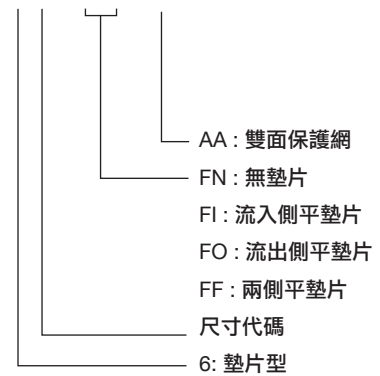 AA : 雙面保護網
FN : 無墊片
FI : 流入側平墊片
FO : 流出側平墊片
FF : 兩側平墊片
尺寸代碼
6: 墊片型